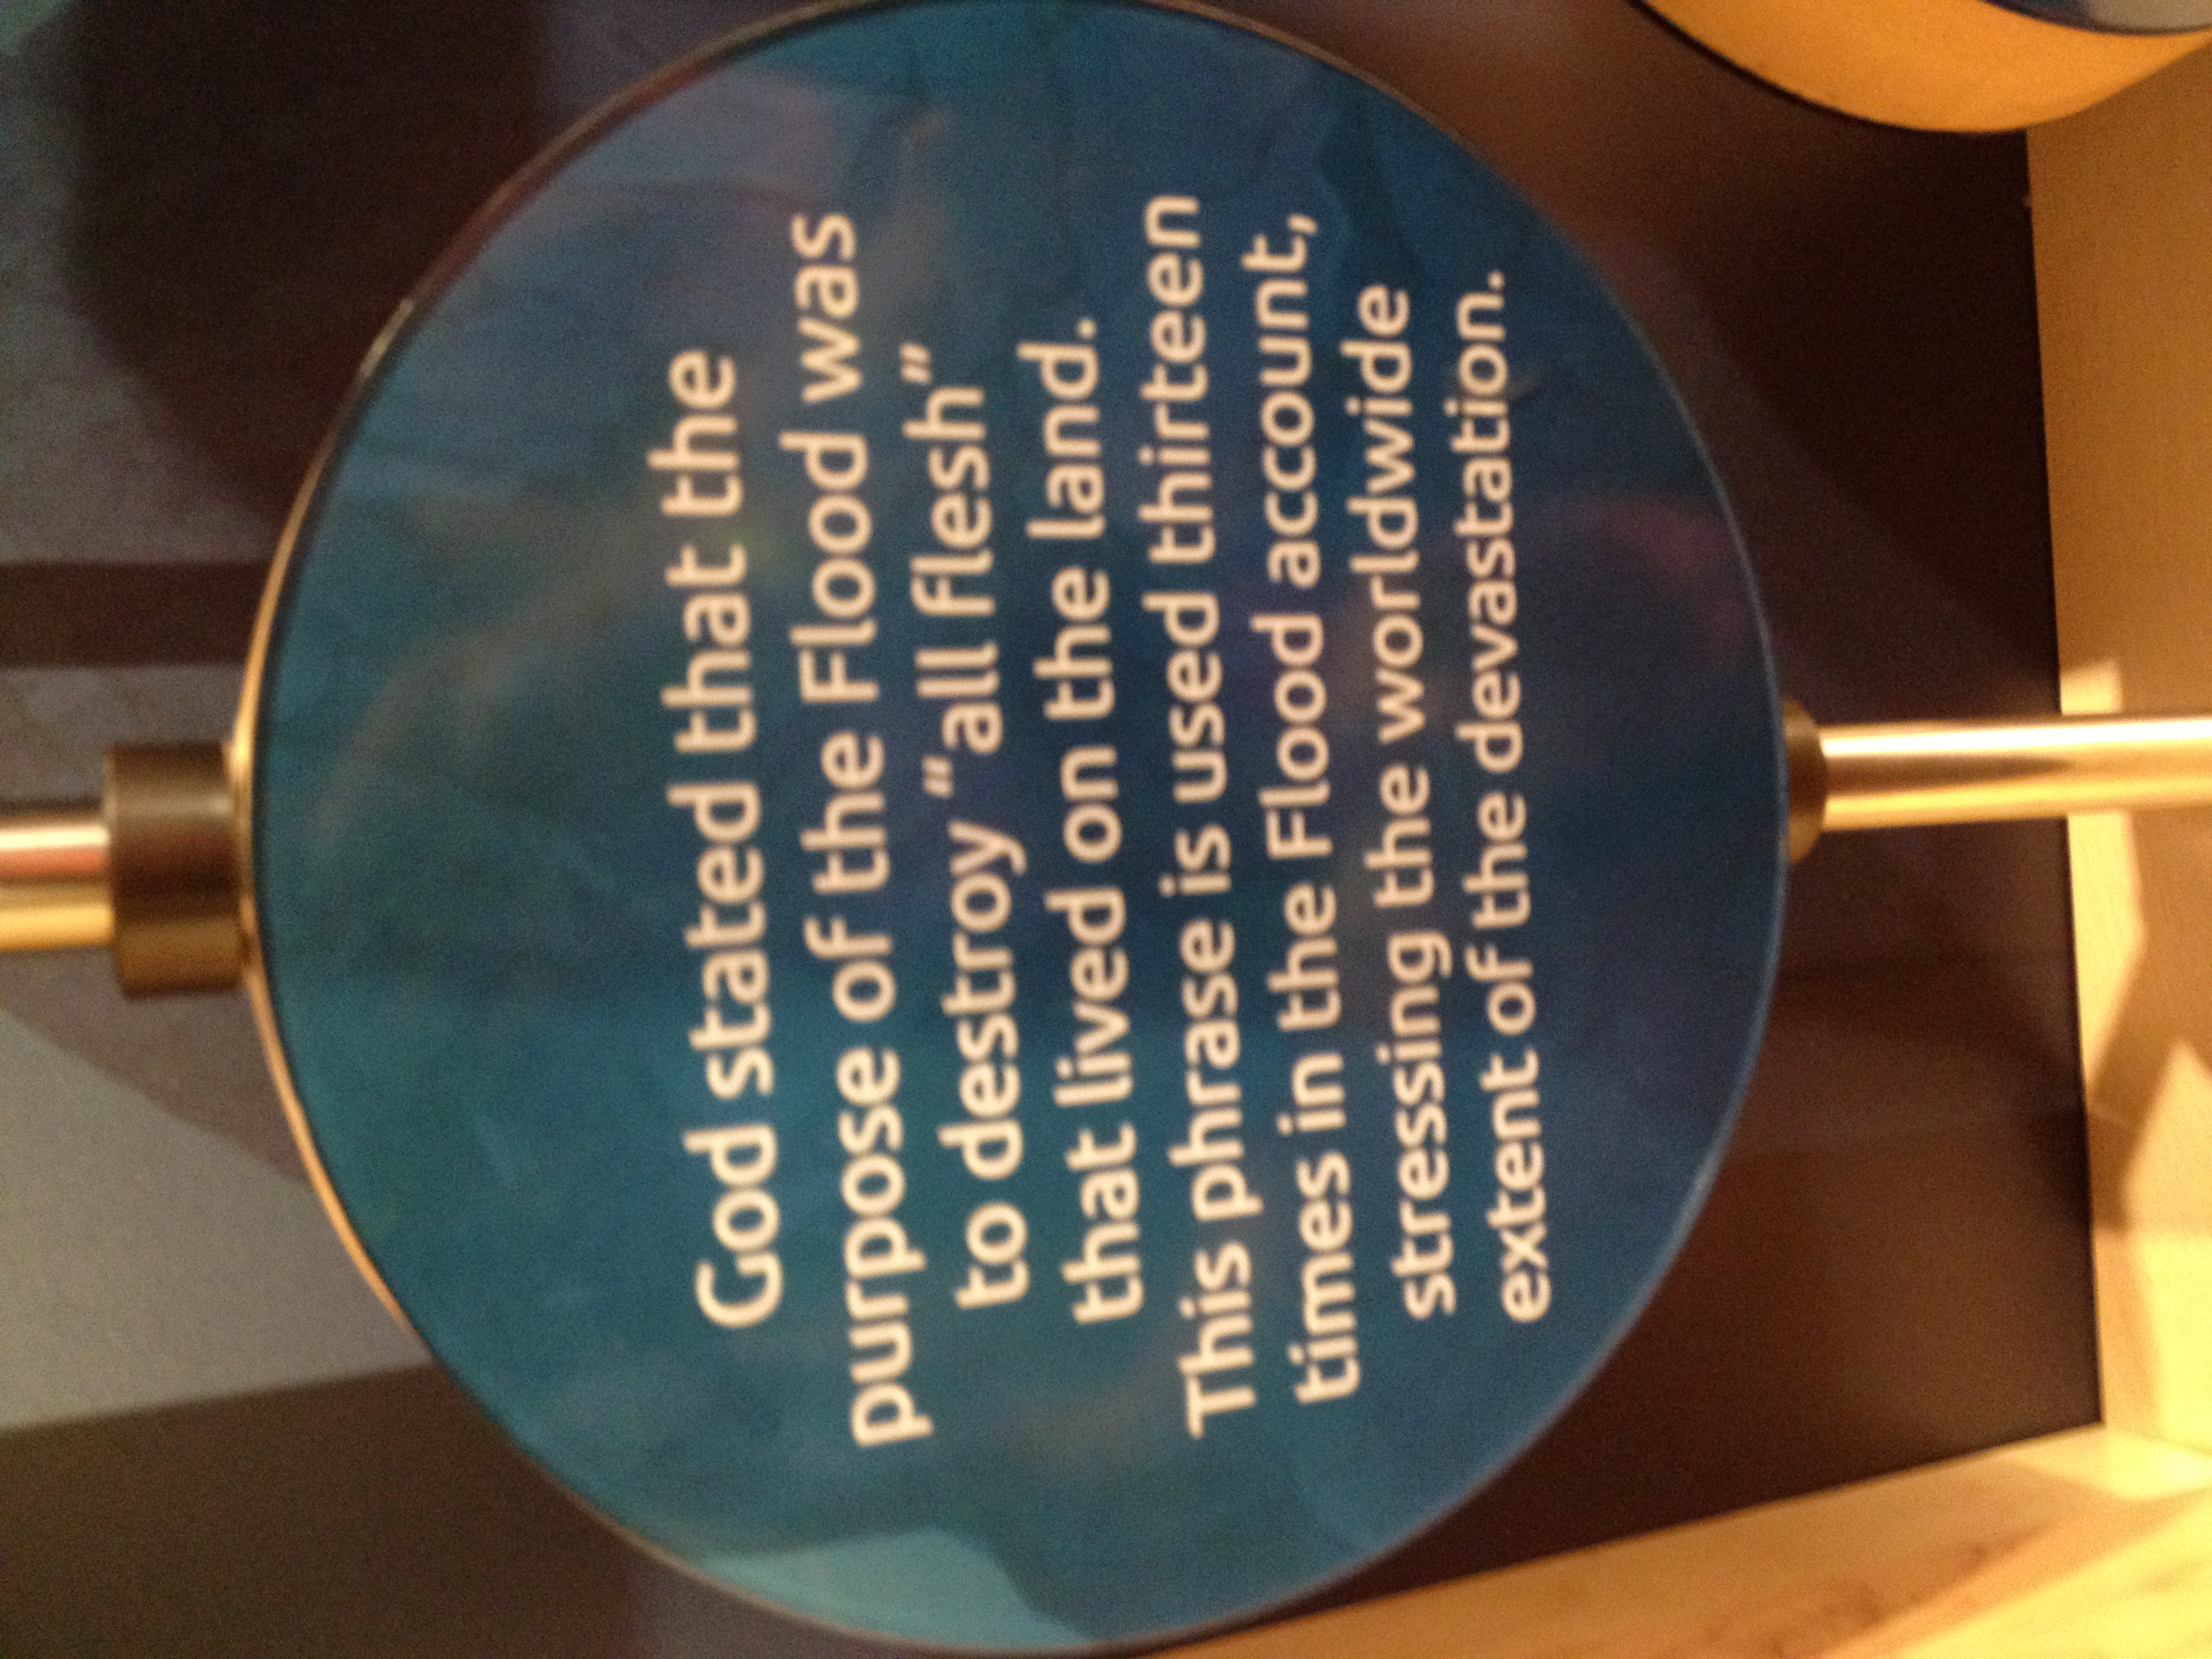 God stated that the
purpose of the Flood was
to destroy “all flesh”
that lived on the land.
This phrase is used thirteen
times in the Flood account,
stressing the worldwide
extent of the devastation.